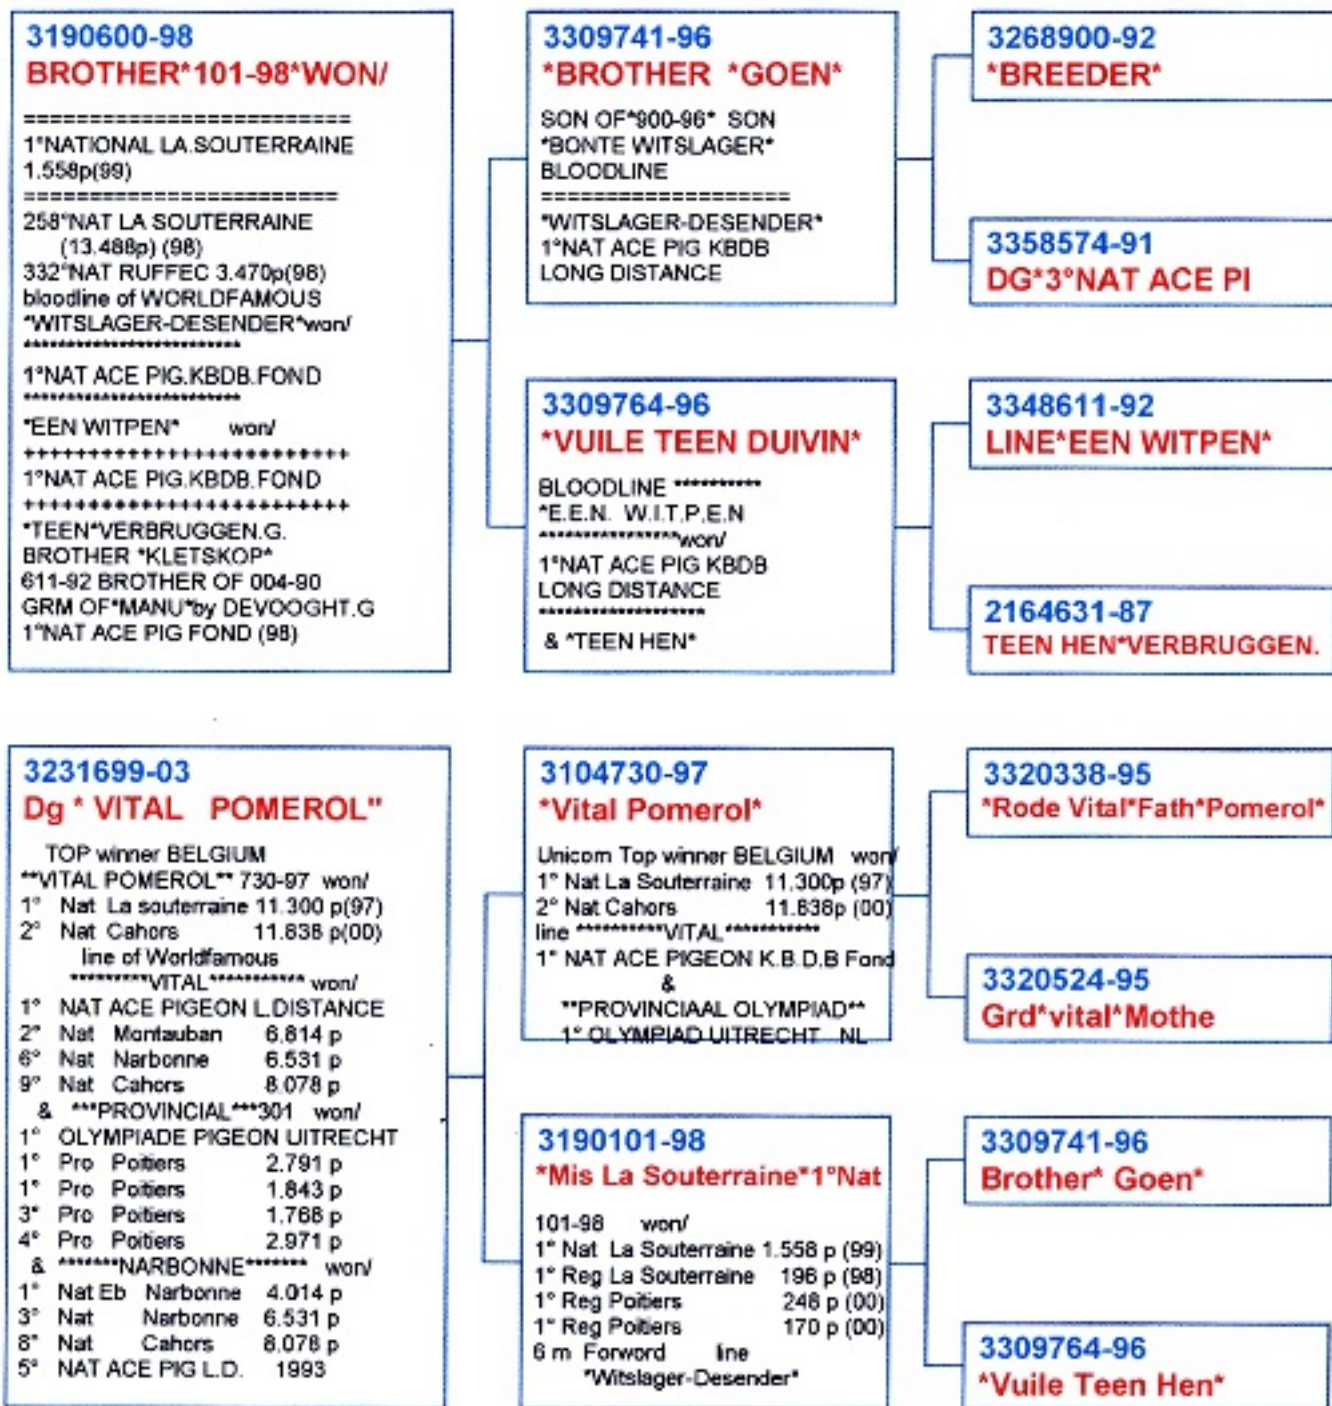 3190600-98
BROTHER*101-98*WON/
=========================
1°NATIONAL LA.SOUTERRAINE
1.558p(99)
========================
258°NAT LA SOUTERRAINE
(13.488p) (98)
332°NAT RUFFEC 3.470p(98)
bloodline of WORLDFAMOUS
*WITSLAGER-DESENDER*won/
************************
1°NAT ACE PIG.KBDB.FOND
************************
*EEN WITPEN* won/
+++++++++++++++++++++++++
1°NAT ACE PIG.KBDB.FOND
+++++++++++++++++++++++++
*TEEN*VERBRUGGEN.G.
BROTHER *KLETSKOP*
611-92 BROTHER OF 004-90
GRM OF*MANU*by DEVOOGHT.G
1°NAT ACE PIG FOND (98)
3309741-96
*BROTHER *GOEN*
SON OF*900-96* SON
*BONTE WITSLAGER*
BLOODLINE
===================
*WITSLAGER-DESENDER*
1°NAT ACE PIG KBDB
LONG DISTANCE
3309764-96
*VUILE TEEN DUIVIN*
BLOODLINE **********
*E.E.N. W.I.T.P.E.N
****************won/
1°NAT ACE PIG KBDB
LONG DISTANCE
******************
& *TEEN HEN*
3268900-92
*BREEDER*
3358574-91
DG*3°NAT ACE PI
3348611-92
LINE*EEN WITPEN*
2164631-87
TEEN HEN*VERBRUGGEN.
3231699-03
Dg * VITAL POMEROL"
TOP winner BELGIUM
**VITAL POMEROL** 730-97 won/
1° Nat La souterraine 11.300 p(97)
2° Nat Cahors 11.838 p(00)
line of Worldfamous
*********VITAL*********** won/
1° NAT ACE PIGEON L.DISTANCE
2° Nat Montauban 6.814 p
6° Nat Narbonne 6.531 p
9° Nat Cahors 8.078 p
& ***PROVINCIAL***301 won/
1° OLYMPIADE PIGEON UITRECHT
1° Pro Poitiers 2.791 p
1° Pro Poitiers 1.843 p
3° Pro Poitiers 1.768 p
4° Pro Poitiers 2.971 p
& *******NARBONNE******* won/
1° Nat Eb Narbonne 4.014 p
3° Nat Narbonne 6.531 p
8° Nat Cahors 8.078 p
5° NAT ACE PIG L.D. 1993
3104730-97
*Vital Pomerol*
Unicorn Top winner BELGIUM won/
1° Nat La Souterraine 11.300p (97)
2° Nat Cahors 11.838p (00)
line **********VITAL***********
1° NAT ACE PIGEON K.B.D.B Fond
&
**PROVINCIAAL OLYMPIAD**
1° OLYMPIAD UITRECHT NL
3190101-98
*Mis La Souterraine*1°Nat
101-98 won/
1° Nat La Souterraine 1.558 p (99)
1° Reg La Souterraine 196 p (98)
1° Reg Poitiers 248 p (00)
1° Reg Poitiers 170 p (00)
6 m Forword line
*Witslager-Desender*
3320338-95
*Rode Vital*Fath*Pomerol*
3320524-95
Grd*vital*Mothe
3309741-96
Brother* Goen*
3309764-96
*Vuile Teen Hen*